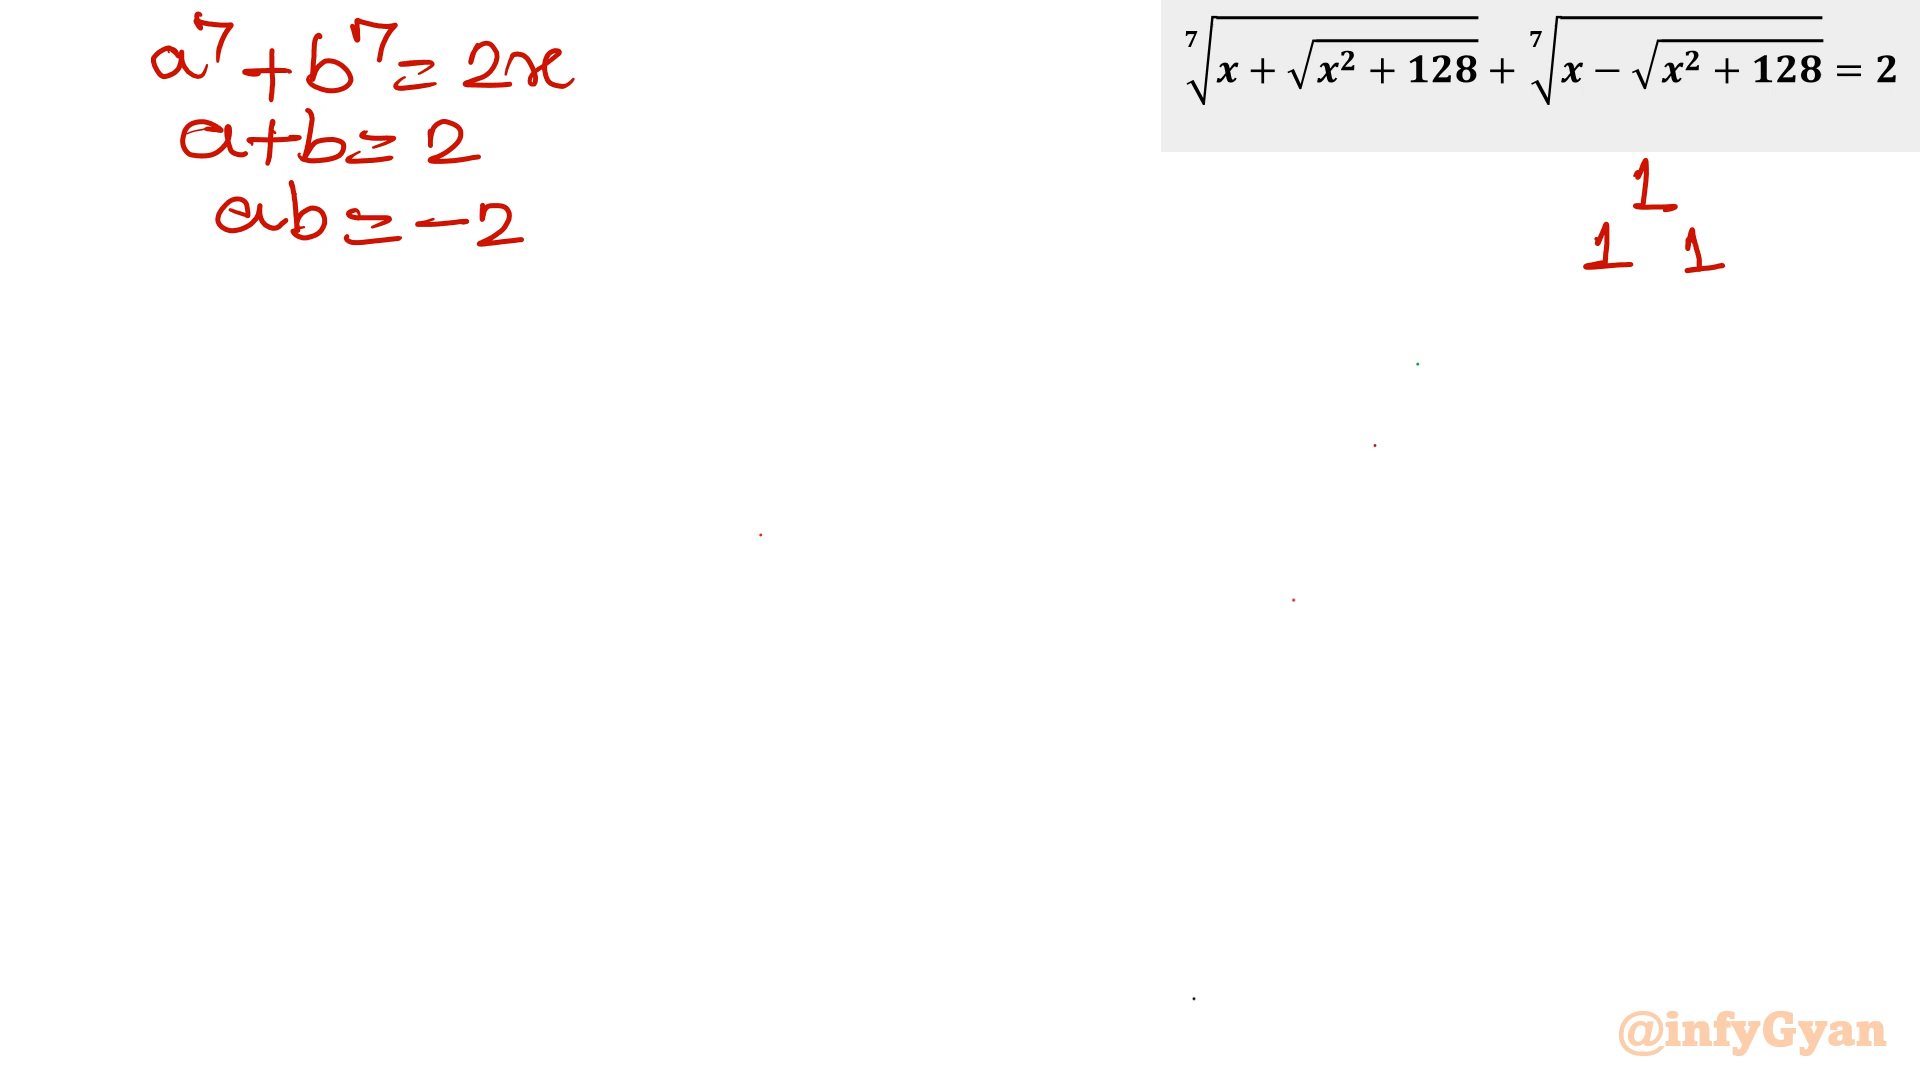 a⁷ + b⁷ = 2x
a + b = 2
ab = -2
⁷√(x + √(x² + 128)) + ⁷√(x − √(x² + 128)) = 2
1
1 1
@infyGyan